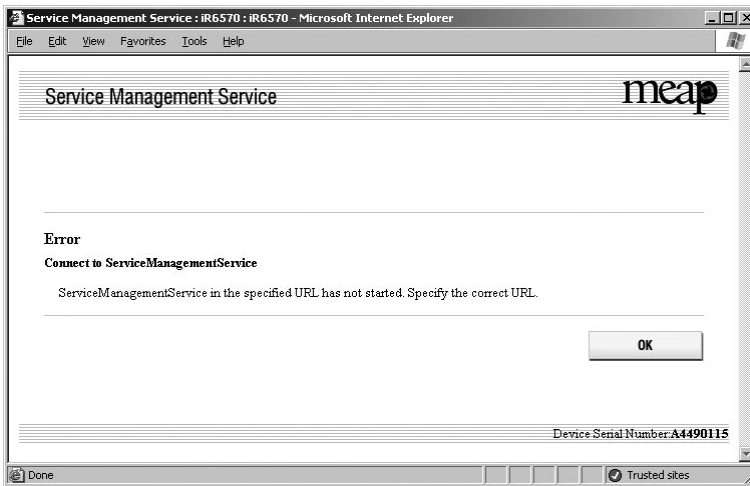 Service Management Service : iR6570 : iR6570 - Microsoft Internet Explorer
File Edit View Favorites Tools Help
Service Management Service
meap
Error
Connect to ServiceManagementService
ServiceManagementService in the specified URL has not started. Specify the correct URL.
OK
Device Serial Number:A4490115
Done
Trusted sites